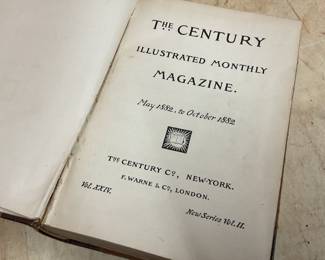 THE CENTURY
ILLUSTRATED MONTHLY
MAGAZINE.
May 1882, to October 1882
THE CENTURY Cº, NEW-YORK.
F. WARNE & Cº, LONDON.
Vol. XXIV.
New Series Vol. II.